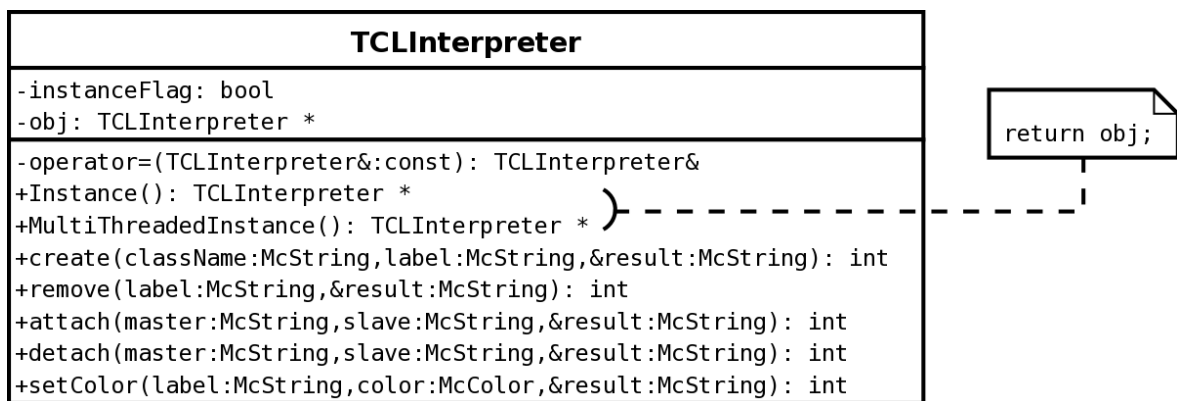 TCLInterpreter
-instanceFlag: bool
-obj: TCLInterpreter *
return obj;
-operator=(TCLInterpreter&:const): TCLInterpreter&
+Instance(): TCLInterpreter *
+MultiThreadedInstance(): TCLInterpreter *
+create(className:McString,label:McString,&result:McString): int
+remove(label:McString,&result:McString): int
+attach(master:McString,slave:McString,&result:McString): int
+detach(master:McString,slave:McString,&result:McString): int
+setColor(label:McString,color:McColor,&result:McString): int